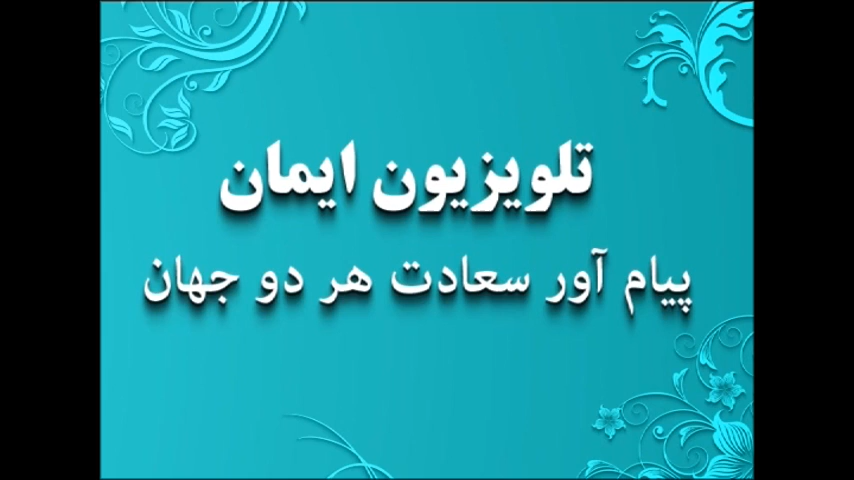 تلویزیون ایمان
پیام آور سعادت هر دو جهان